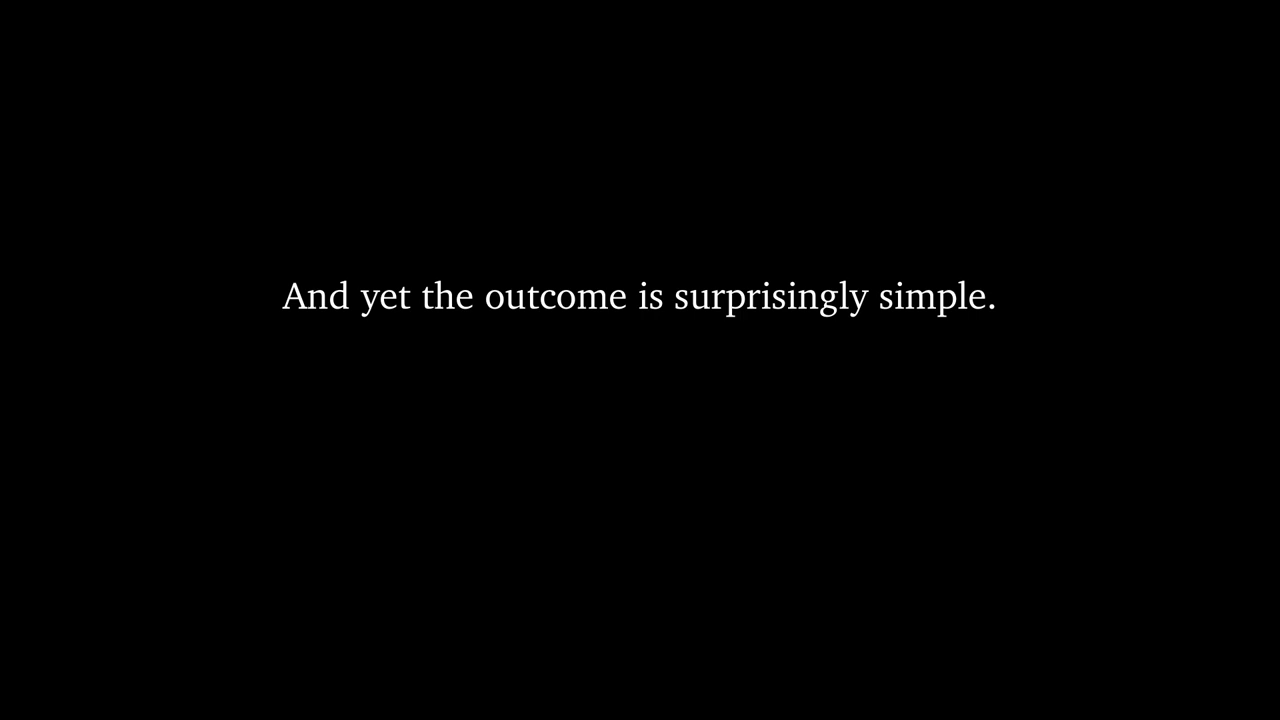 And yet the outcome is surprisingly simple.